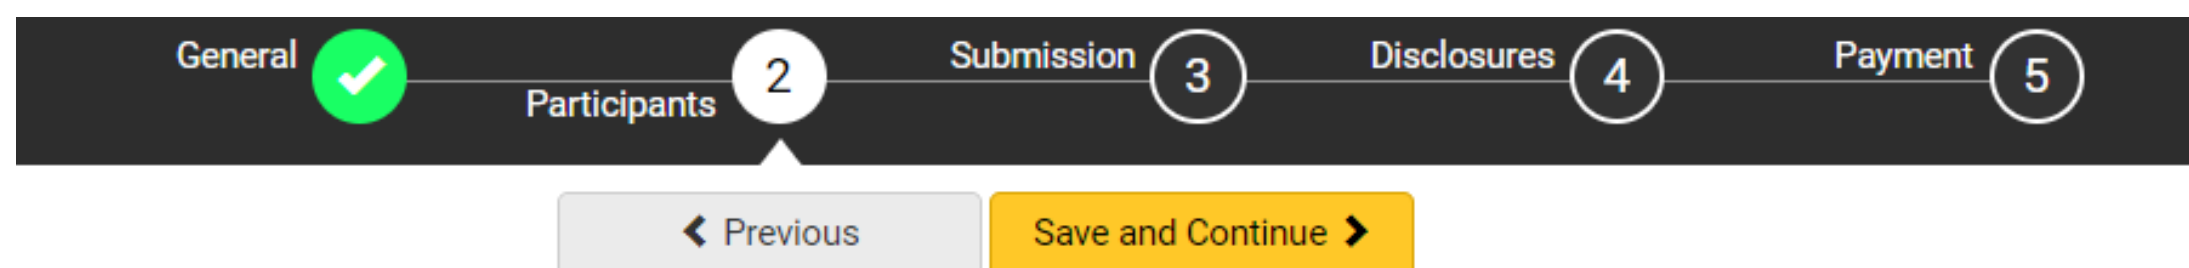 General
Participants
2
Submission
3
Disclosures
4
Payment
5
Previous
Save and Continue